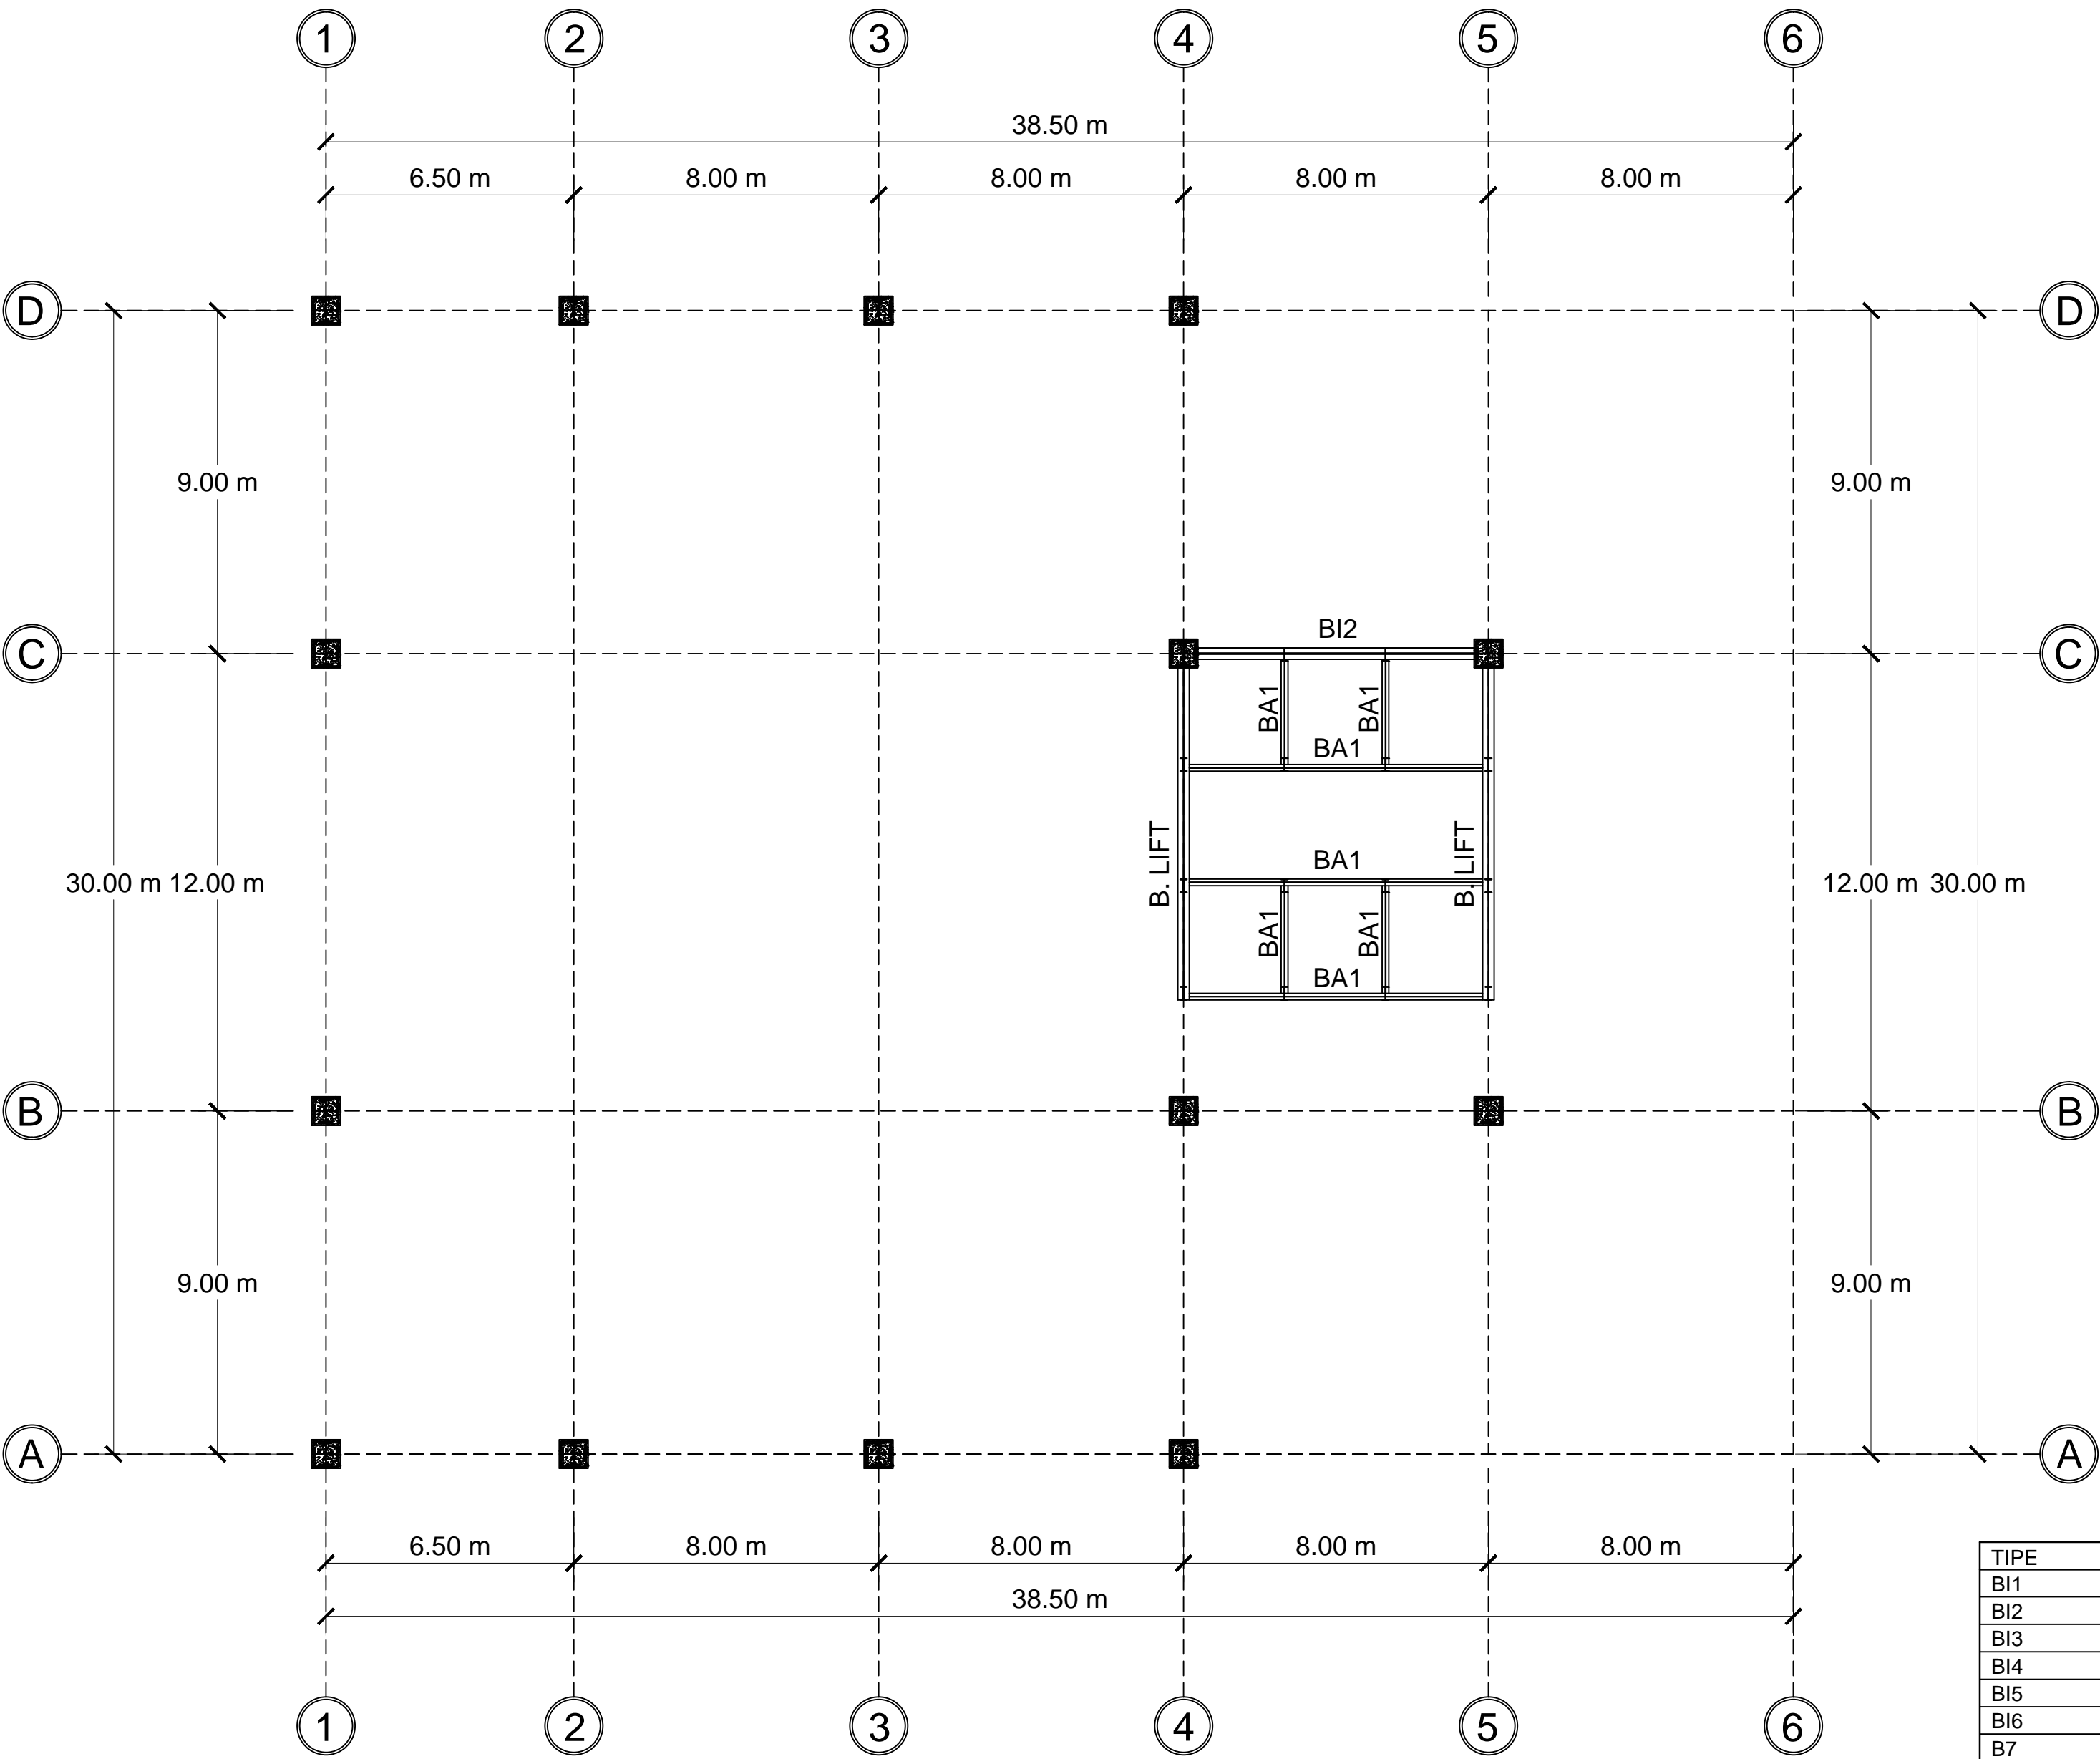 1 2 3 4 5 6
38.50 m
6.50 m 8.00 m 8.00 m 8.00 m 8.00 m
D D
9.00 m 9.00 m
BI2
C C
BA1 BA1
BA1
B. LIFT B. LIFT
BA1
30.00 m 12.00 m 12.00 m 30.00 m
BA1 BA1
BA1
B B
9.00 m 9.00 m
A A
6.50 m 8.00 m 8.00 m 8.00 m 8.00 m
38.50 m
TIPE
BI1
BI2
BI3
BI4
BI5
BI6
B7
1 2 3 4 5 6